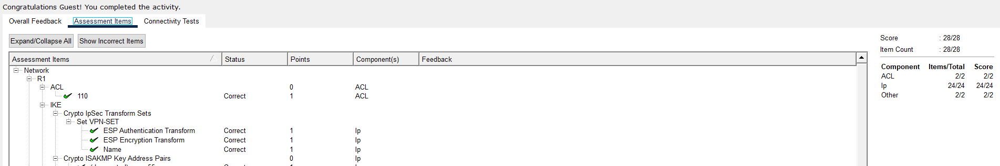 Congratulations Guest! You completed the activity.
Overall Feedback Assessment Items Connectivity Tests
Expand/Collapse All Show Incorrect Items
Assessment Items Status Points Component(s) Feedback
Network
R1
ACL 0 ACL
110 Correct 1 ACL
IKE
Crypto IpSec Transform Sets
Set VPN-SET
ESP Authentication Transform Correct 1 Ip
ESP Encryption Transform Correct 1 Ip
Name Correct 1 Ip
Crypto ISAKMP Key Address Pairs 0 Ip
Score : 28/28
Item Count : 28/28
Component Items/Total Score
ACL 2/2 2/2
Ip 24/24 24/24
Other 2/2 2/2